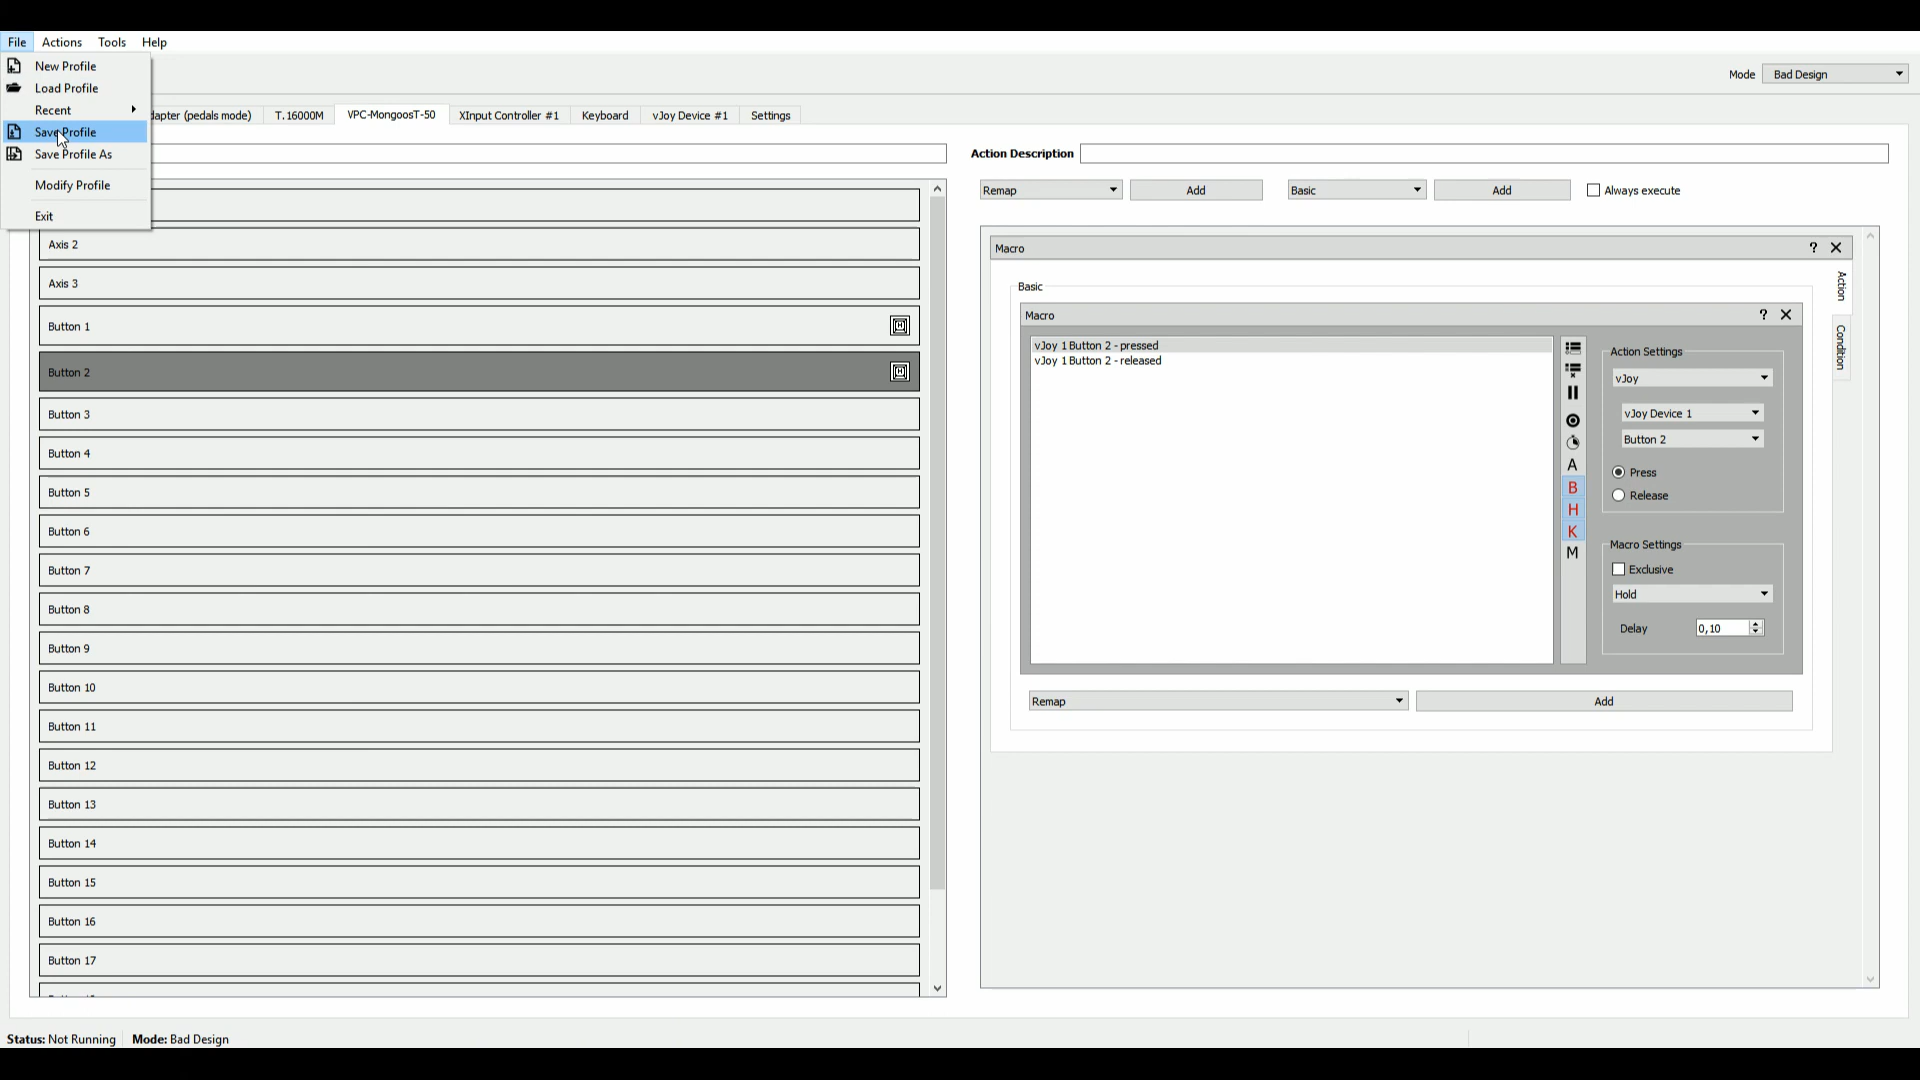 File Actions Tools Help
New Profile
Load Profile
Recent
Save Profile
Save Profile As
Modify Profile
Exit
Mode Bad Design
dapter (pedals mode) T.16000M VPC-MongoosT-50 XInput Controller #1 Keyboard vJoy Device #1 Settings
Action Description
Remap Add Basic Add Always execute
Axis 2
Axis 3
Button 1
Button 2
Button 3
Button 4
Button 5
Button 6
Button 7
Button 8
Button 9
Button 10
Button 11
Button 12
Button 13
Button 14
Button 15
Button 16
Button 17
Macro ? X
Action
Condition
Basic
Macro ? X
vJoy 1 Button 2 - pressed
vJoy 1 Button 2 - released
A
B
H
K
M
Action Settings
vJoy
vJoy Device 1
Button 2
Press
Release
Macro Settings
Exclusive
Hold
Delay 0,10
Remap Add
Status: Not Running Mode: Bad Design